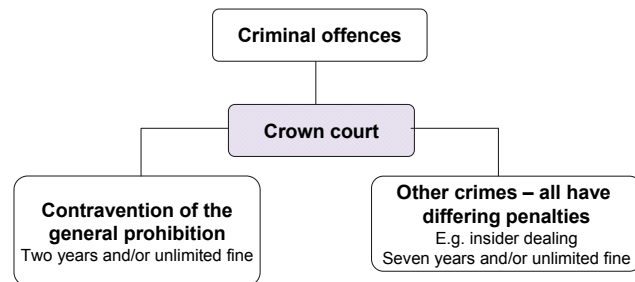 Criminal offences
Crown court
Contravention of the
general prohibition
Two years and/or unlimited fine
Other crimes – all have
differing penalties
E.g. insider dealing
Seven years and/or unlimited fine